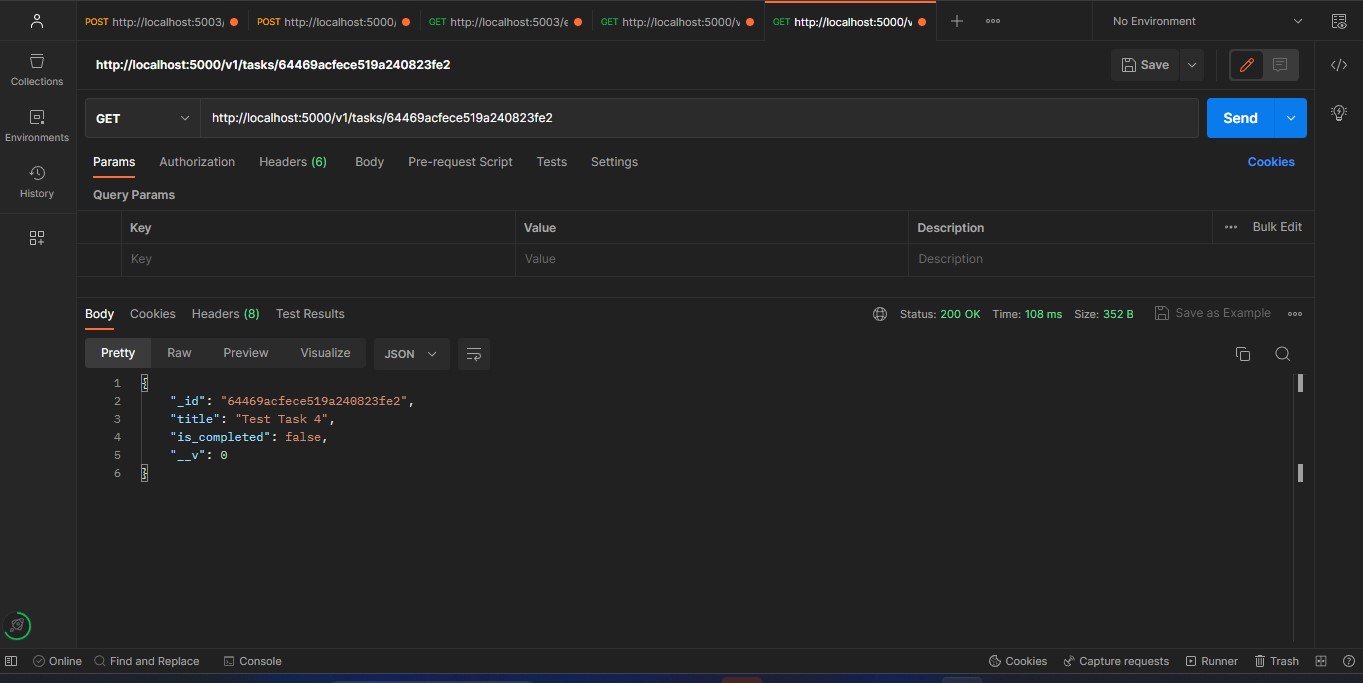 POST http://localhost:5003/ POST http://localhost:5000/ GET http://localhost:5003/e GET http://localhost:5000/v GET http://localhost:5000/v No Environment
Collections
Environments
History
http://localhost:5000/v1/tasks/64469acfece519a240823fe2 Save
GET http://localhost:5000/v1/tasks/64469acfece519a240823fe2 Send
Params Authorization Headers (6) Body Pre-request Script Tests Settings Cookies
Query Params
Key Value Description Bulk Edit
Key Value Description
Body Cookies Headers (8) Test Results Status: 200 OK Time: 108 ms Size: 352 B Save as Example
Pretty Raw Preview Visualize JSON
1 {
2 "_id": "64469acfece519a240823fe2",
3 "title": "Test Task 4",
4 "is_completed": false,
5 "__v": 0
6 }
Online Find and Replace Console Cookies Capture requests Runner Trash